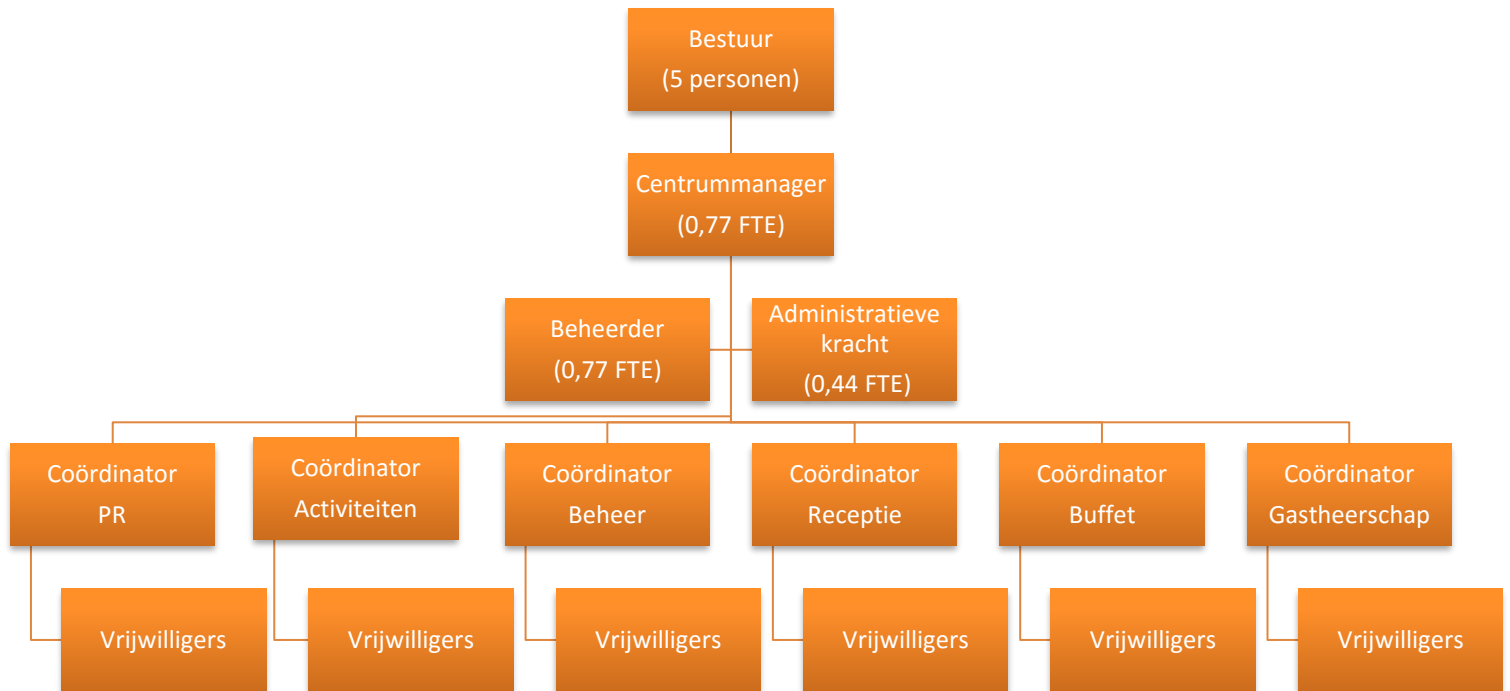 Bestuur
(5 personen)
Centrummanager
(0,77 FTE)
Beheerder
(0,77 FTE)
Administratieve
kracht
(0,44 FTE)
Coördinator
PR
Coördinator
Activiteiten
Coördinator
Beheer
Coördinator
Receptie
Coördinator
Buffet
Coördinator
Gastheerschap
Vrijwilligers
Vrijwilligers
Vrijwilligers
Vrijwilligers
Vrijwilligers
Vrijwilligers